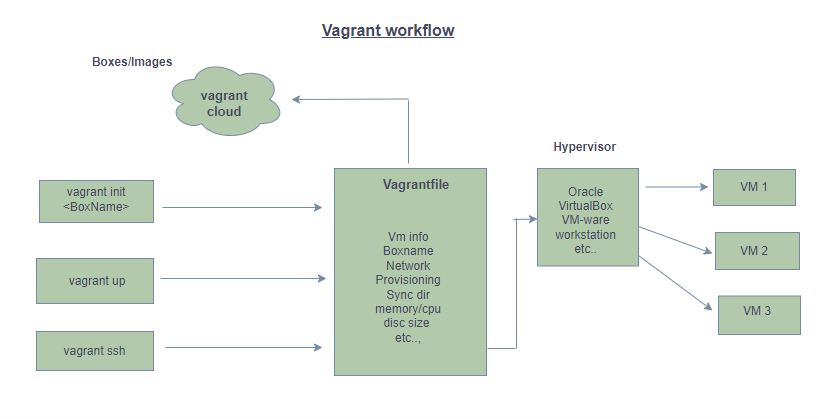 Vagrant workflow
Boxes/Images
vagrant
cloud
Hypervisor
vagrant init
<BoxName>
vagrant up
vagrant ssh
Vagrantfile
Vm info
Boxname
Network
Provisioning
Sync dir
memory/cpu
disc size
etc..,
Oracle
VirtualBox
VM-ware
workstation
etc..
VM 1
VM 2
VM 3